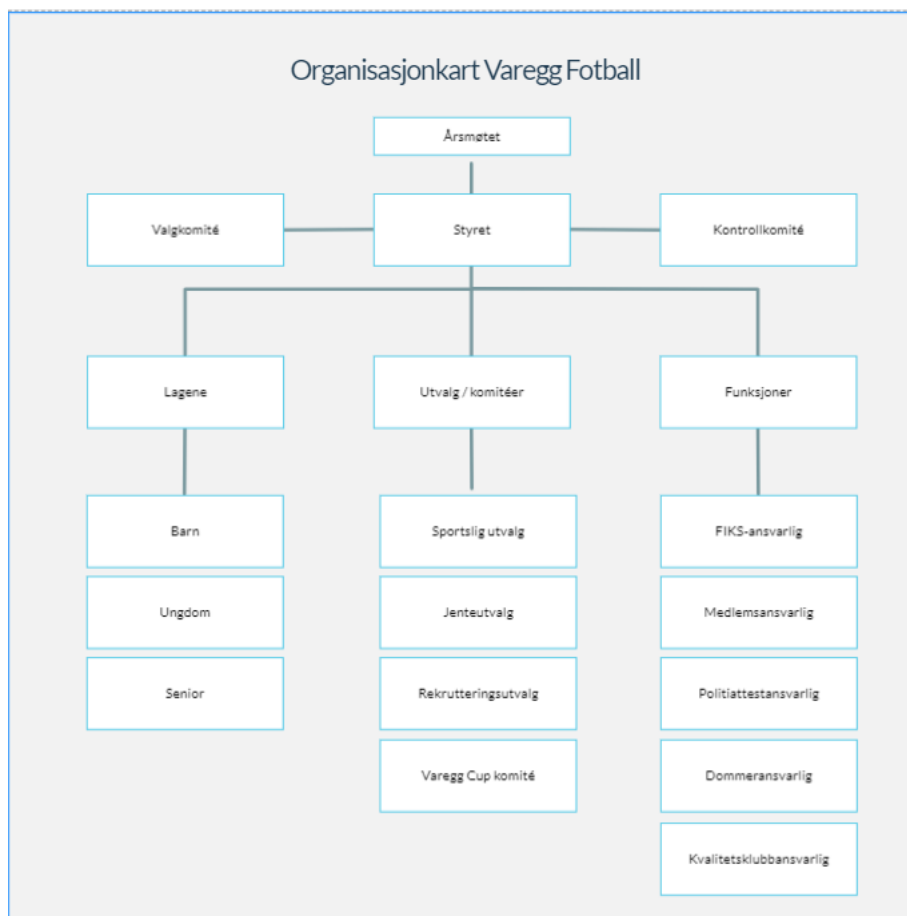 Organisasjonkart Varegg Fotball
Årsmøtet
Valgkomité
Styret
Kontrollkomité
Lagene
Utvalg / komitéer
Funksjoner
Barn
Sportslig utvalg
FIKS-ansvarlig
Ungdom
Jenteutvalg
Medlemsansvarlig
Senior
Rekrutteringsutvalg
Politiattestansvarlig
Varegg Cup komité
Dommeransvarlig
Kvalitetsklubbansvarlig